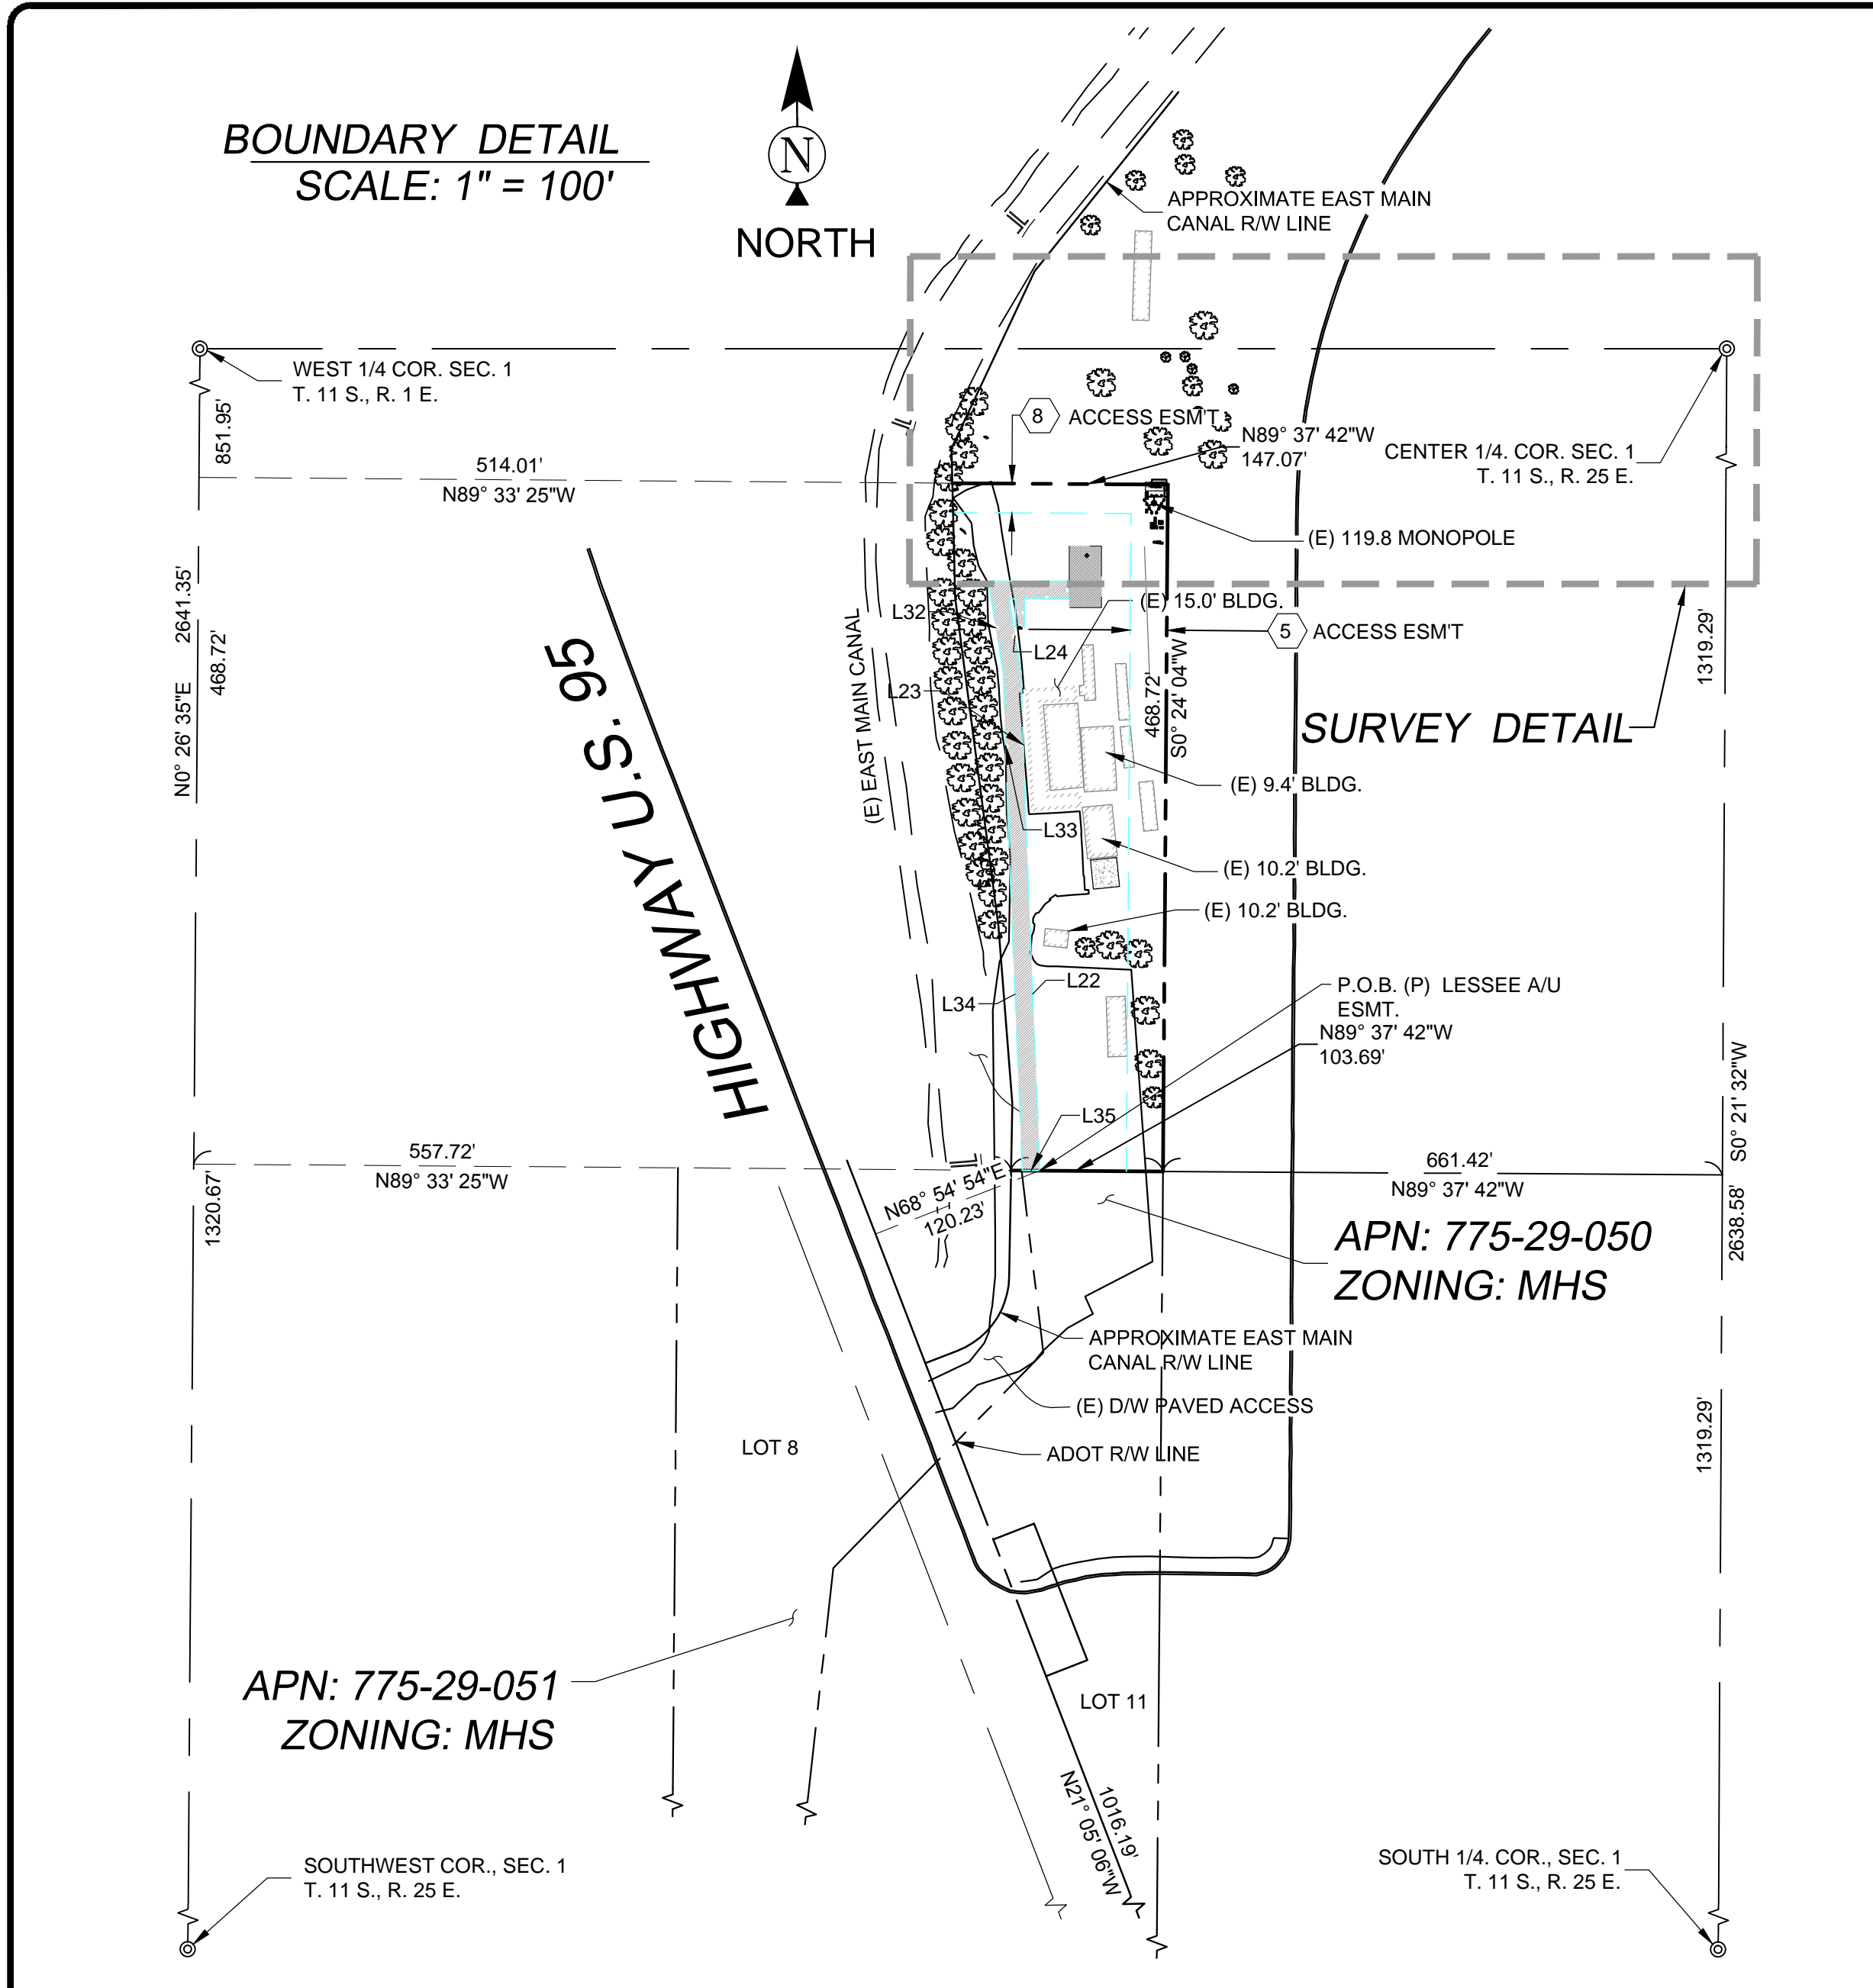 BOUNDARY DETAIL
SCALE: 1" = 100'
N
NORTH
APPROXIMATE EAST MAIN
CANAL R/W LINE
WEST 1/4 COR. SEC. 1
T. 11 S., R. 1 E.
851.95'
8 ACCESS ESM'T
N89° 37' 42"W
147.07'
CENTER 1/4. COR. SEC. 1
T. 11 S., R. 25 E.
514.01'
N89° 33' 25"W
(E) 119.8 MONOPOLE
N0° 26' 35"E 2641.35'
468.72'
L32
(E) 15.0' BLDG.
5 ACCESS ESM'T
L24
1319.29'
(E) EAST MAIN CANAL
L23
468.72'
S0° 24' 04"W
SURVEY DETAIL
HIGHWAY U.S. 95
(E) 9.4' BLDG.
L33
(E) 10.2' BLDG.
(E) 10.2' BLDG.
L22
L34
P.O.B. (P) LESSEE A/U
ESMT.
N89° 37' 42"W
103.69'
L35
S0° 21' 32"W
2638.58'
557.72'
N89° 33' 25"W
1320.67'
N68° 54' 54"E
120.23'
661.42'
N89° 37' 42"W
APN: 775-29-050
ZONING: MHS
APPROXIMATE EAST MAIN
CANAL R/W LINE
(E) D/W PAVED ACCESS
ADOT R/W LINE
LOT 8
1319.29'
APN: 775-29-051
ZONING: MHS
LOT 11
1016.19'
N21° 05' 06"W
SOUTHWEST COR., SEC. 1
T. 11 S., R. 25 E.
SOUTH 1/4. COR., SEC. 1
T. 11 S., R. 25 E.